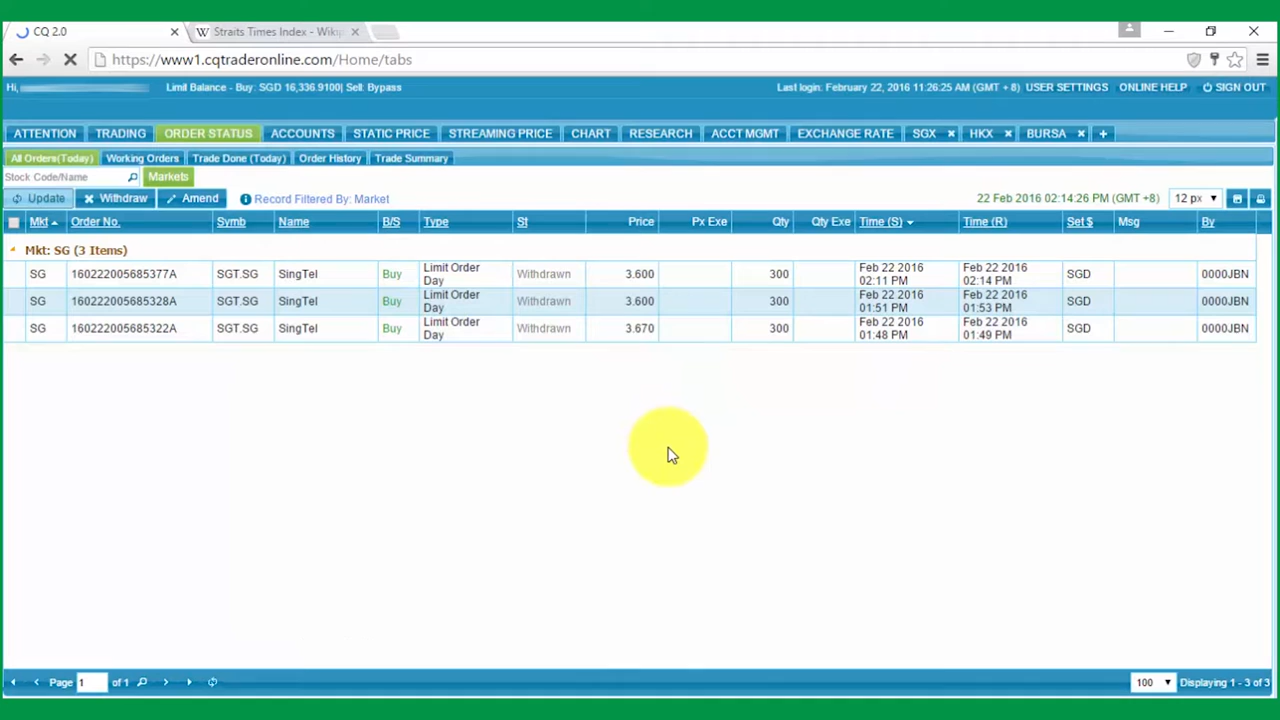 CQ 2.0 Straits Times Index - Wiki
https://www1.cqtraderonline.com/Home/tabs
Hi, Limit Balance - Buy: SGD 16,336.9100| Sell: Bypass Last login: February 22, 2016 11:26:25 AM (GMT + 8) USER SETTINGS ONLINE HELP SIGN OUT
ATTENTION TRADING ORDER STATUS ACCOUNTS STATIC PRICE STREAMING PRICE CHART RESEARCH ACCT MGMT EXCHANGE RATE SGX HKX BURSA
All Orders(Today) Working Orders Trade Done (Today) Order History Trade Summary
Stock Code/Name Markets
Update Withdraw Amend Record Filtered By: Market 22 Feb 2016 02:14:26 PM (GMT +8) 12 px
Mkt Order No. Symb Name B/S Type St Price Px Exe Qty Qty Exe Time (S) Time (R) Set $ Msg By
Mkt: SG (3 Items)
SG 160222005685377A SGT.SG SingTel Buy Limit Order Day Withdrawn 3.600 300 Feb 22 2016 02:11 PM Feb 22 2016 02:14 PM SGD 0000JBN
SG 160222005685328A SGT.SG SingTel Buy Limit Order Day Withdrawn 3.600 300 Feb 22 2016 01:51 PM Feb 22 2016 01:53 PM SGD 0000JBN
SG 160222005685322A SGT.SG SingTel Buy Limit Order Day Withdrawn 3.670 300 Feb 22 2016 01:48 PM Feb 22 2016 01:49 PM SGD 0000JBN
Page 1 of 1 100 Displaying 1 - 3 of 3